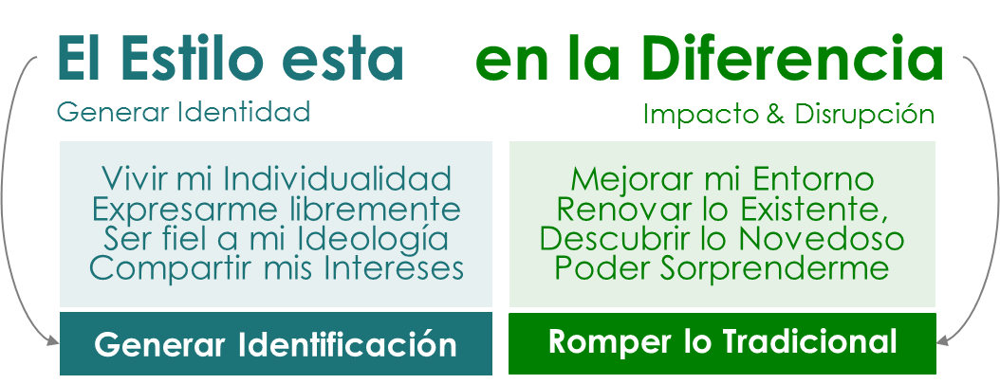 El Estilo esta en la Diferencia
Generar Identidad
Impacto & Disrupción
Vivir mi Individualidad
Expresarme libremente
Ser fiel a mi Ideología
Compartir mis Intereses
Generar Identificación
Mejorar mi Entorno
Renovar lo Existente,
Descubrir lo Novedoso
Poder Sorprenderme
Romper lo Tradicional